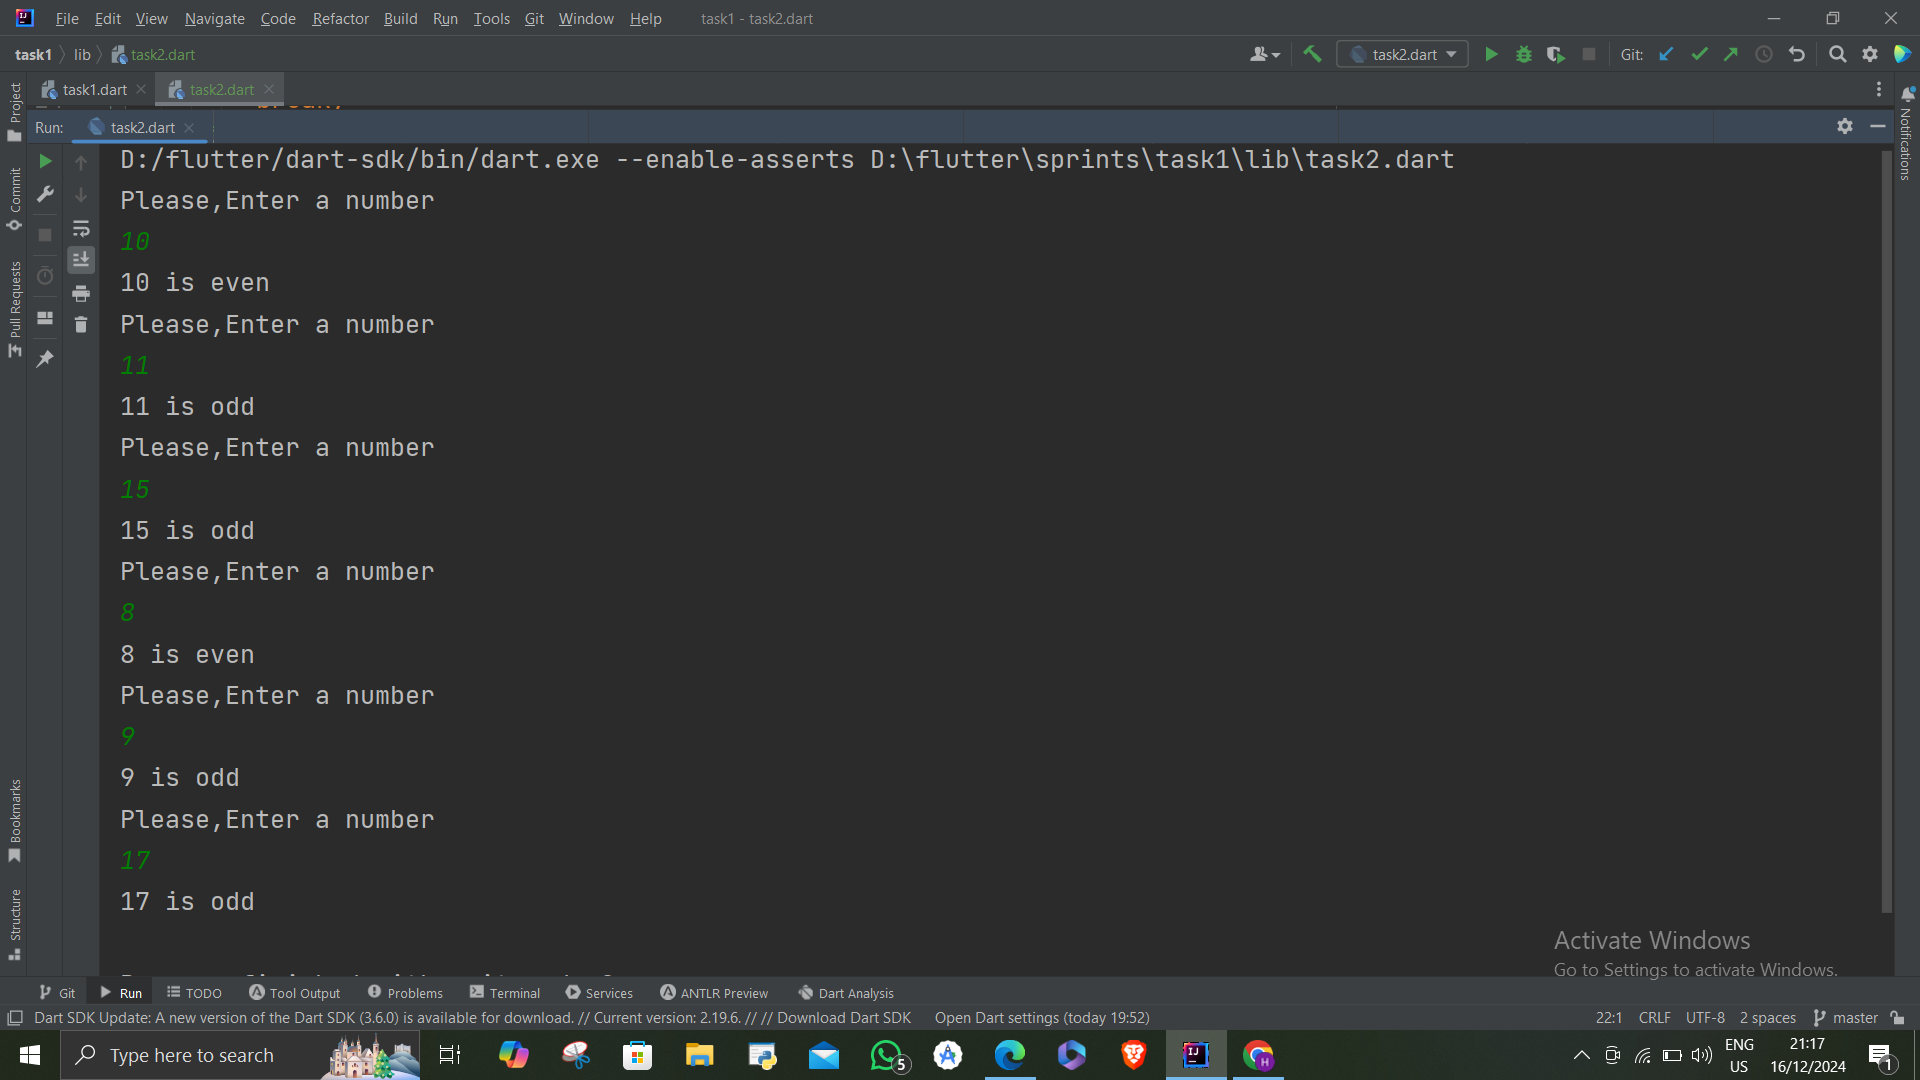 File Edit View Navigate Code Refactor Build Run Tools Git Window Help task1 - task2.dart
task1 lib task2.dart task2.dart Git:
task1.dart task2.dart
Run: task2.dart
D:/flutter/dart-sdk/bin/dart.exe --enable-asserts D:\flutter\sprints\task1\lib\task2.dart
Please,Enter a number
10
10 is even
Please,Enter a number
11
11 is odd
Please,Enter a number
15
15 is odd
Please,Enter a number
8
8 is even
Please,Enter a number
9
9 is odd
Please,Enter a number
17
17 is odd
Project
Commit
Pull Requests
Bookmarks
Structure
Notifications
Activate Windows
Go to Settings to activate Windows.
Git Run TODO Tool Output Problems Terminal Services ANTLR Preview Dart Analysis
Dart SDK Update: A new version of the Dart SDK (3.6.0) is available for download. // Current version: 2.19.6. // // Download Dart SDK Open Dart settings (today 19:52) 22:1 CRLF UTF-8 2 spaces master
Type here to search 5 ENG 21:17
US 16/12/2024 1